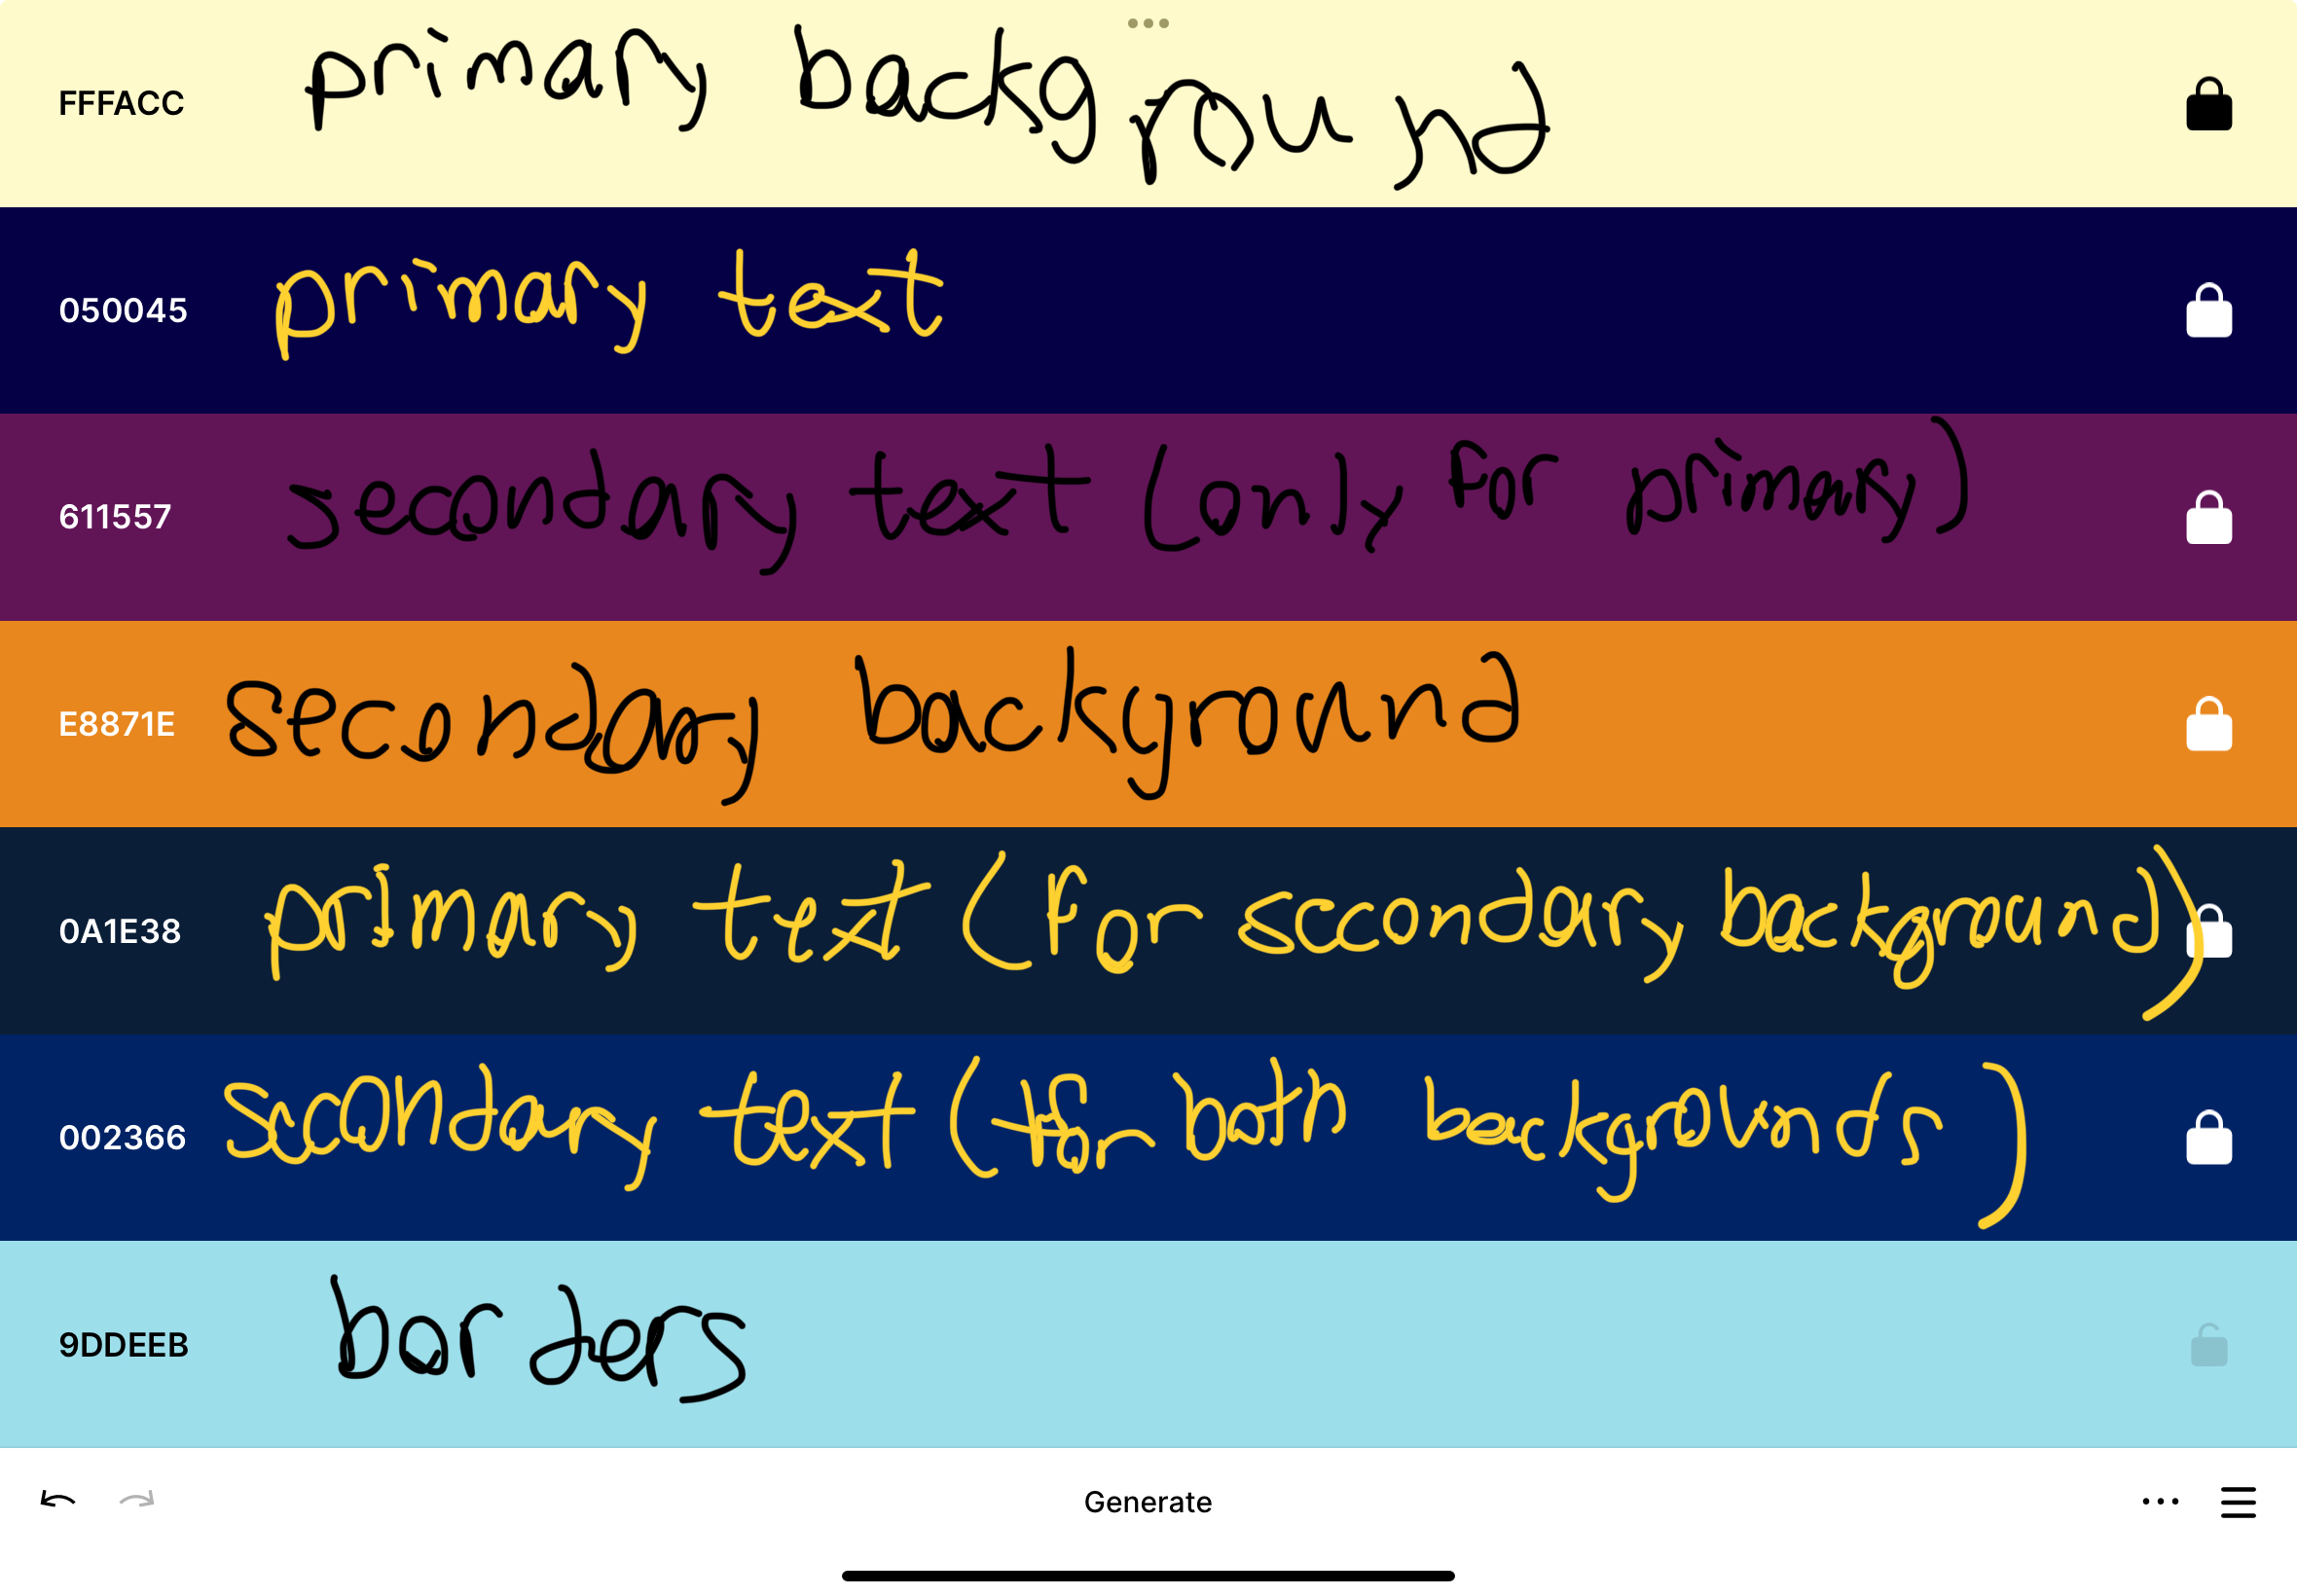 FFFACC primary background
050045 primary text
611557 secondary text (only for primary)
E8871E secondary background
0A1E38 primary text (for secondary background)
002366 scondary text (for both backgrounds)
9DDEEB borders
Generate